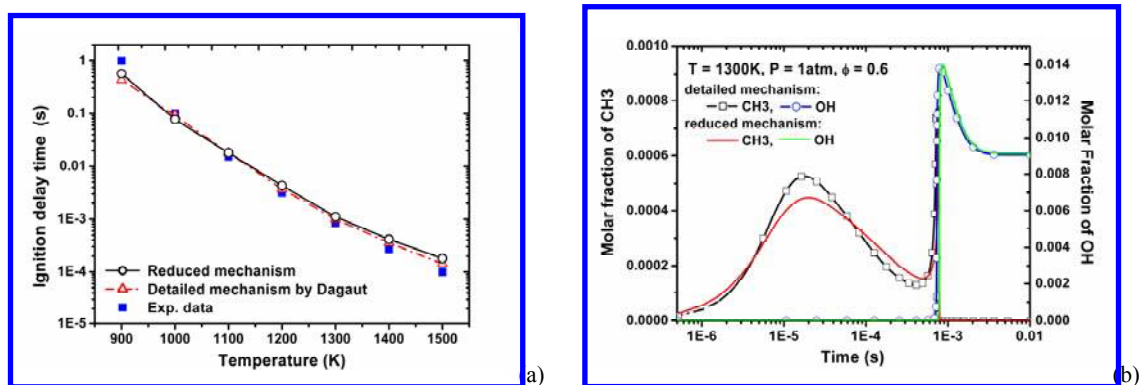 1
0.1
0.01
1E-3
1E-4
1E-5
Ignition delay time (s)
Reduced mechanism
Detailed mechanism by Dagaut
Exp. data
900 1000 1100 1200 1300 1400 1500
Temperature (K)
(a)
0.0010
0.0008
0.0006
0.0004
0.0002
0.0000
Molar fraction of CH3
T = 1300K, P = 1atm, ϕ = 0.6
detailed mechanism:
CH3, OH
reduced mechanism:
CH3, OH
1E-6 1E-5 1E-4 1E-3 0.01
Time (s)
0.014
0.012
0.010
0.008
0.006
0.004
0.002
0.000
Molar Fraction of OH
(b)